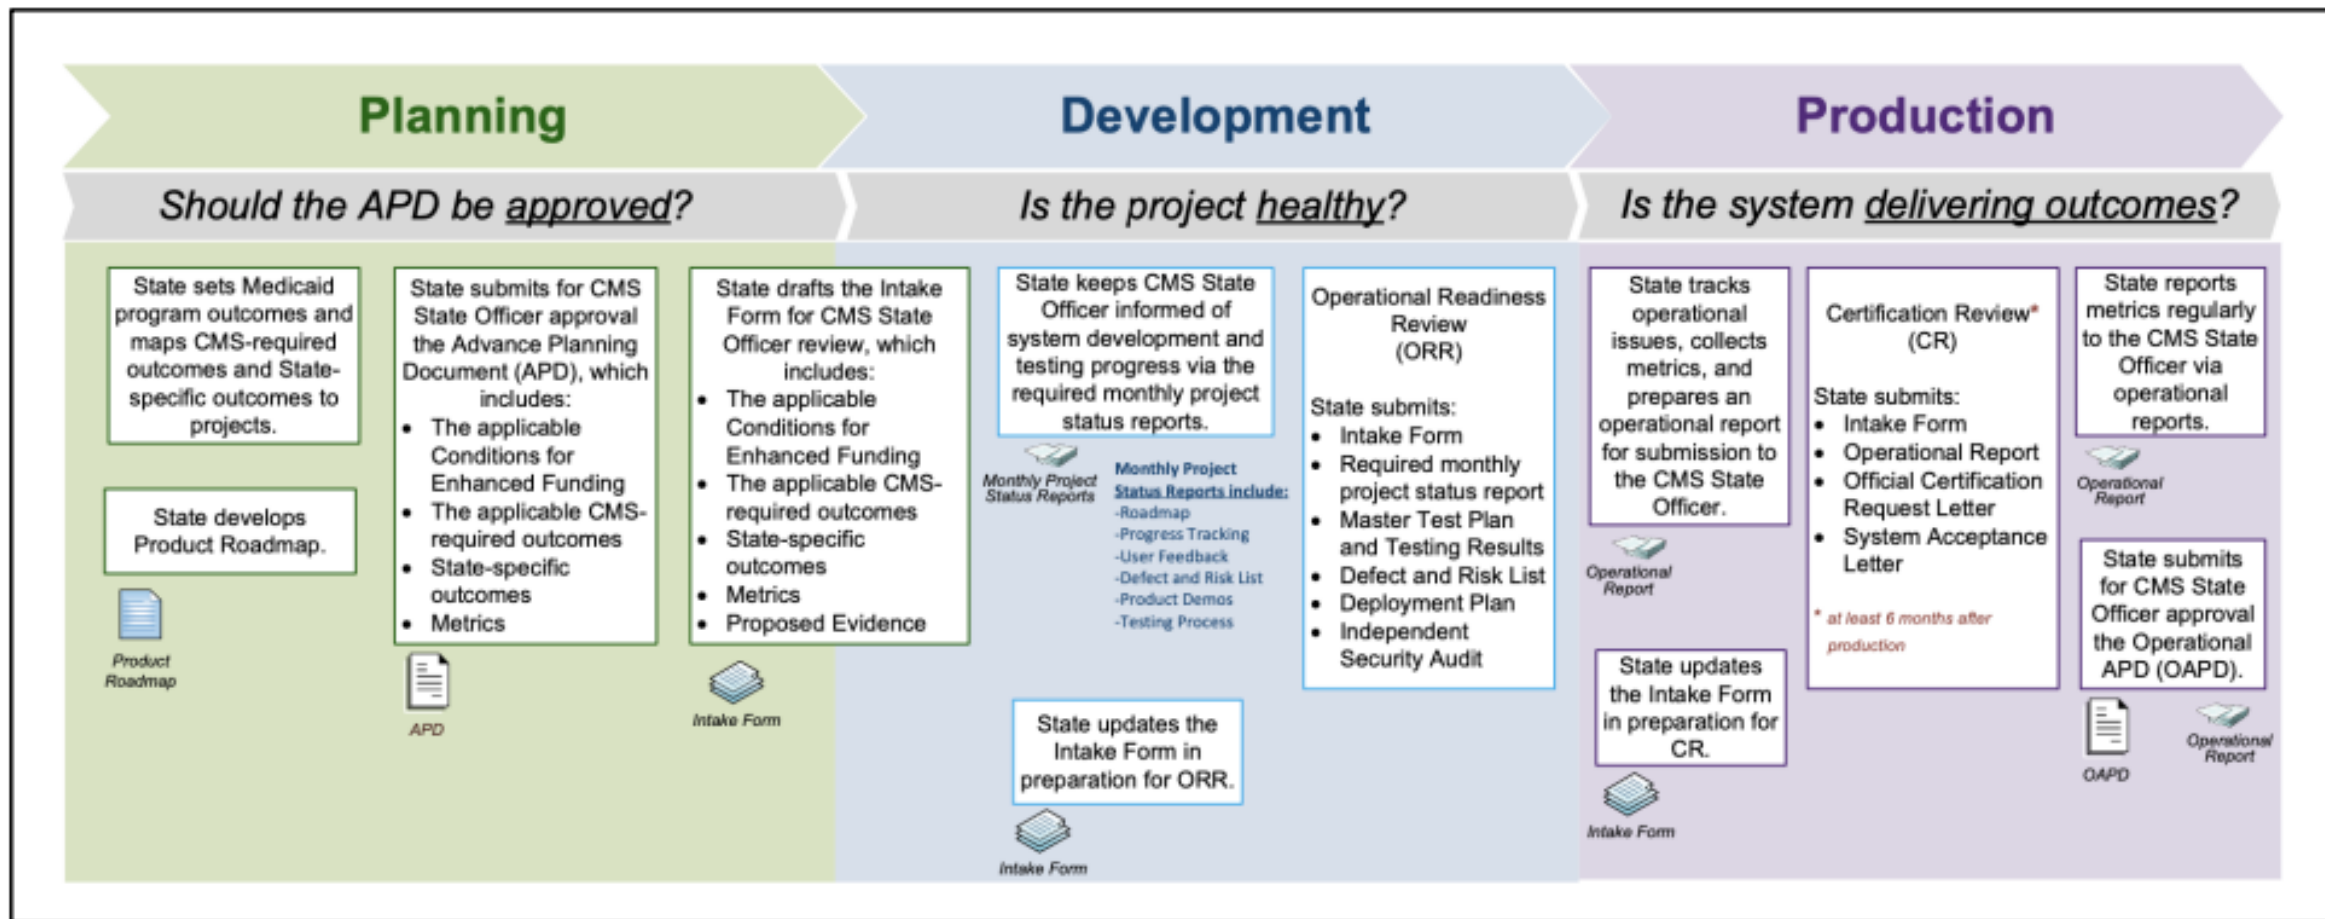 Planning
Development
Production
Should the APD be approved?
Is the project healthy?
Is the system delivering outcomes?
State sets Medicaid
program outcomes and
maps CMS-required
outcomes and State-
specific outcomes to
projects.
State develops
Product Roadmap.
Product
Roadmap
State submits for CMS
State Officer approval
the Advance Planning
Document (APD), which
includes:
• The applicable
Conditions for
Enhanced Funding
• The applicable CMS-
required outcomes
• State-specific
outcomes
• Metrics
APD
State drafts the Intake
Form for CMS State
Officer review, which
includes:
• The applicable
Conditions for
Enhanced Funding
• The applicable CMS-
required outcomes
• State-specific
outcomes
• Metrics
• Proposed Evidence
Intake Form
State keeps CMS State
Officer informed of
system development and
testing progress via the
required monthly project
status reports.
Monthly Project
Status Reports
Monthly Project
Status Reports include:
-Roadmap
-Progress Tracking
-User Feedback
-Defect and Risk List
-Product Demos
-Testing Process
State updates the
Intake Form in
preparation for ORR.
Intake Form
Operational Readiness
Review
(ORR)
State submits:
• Intake Form
• Required monthly
project status report
• Master Test Plan
and Testing Results
• Defect and Risk List
• Deployment Plan
• Independent
Security Audit
State tracks
operational
issues, collects
metrics, and
prepares an
operational report
for submission to
the CMS State
Officer.
Operational
Report
State updates
the Intake Form
in preparation for
CR.
Intake Form
Certification Review*
(CR)
State submits:
• Intake Form
• Operational Report
• Official Certification
Request Letter
• System Acceptance
Letter
* at least 6 months after
production
State reports
metrics regularly
to the CMS State
Officer via
operational
reports.
Operational
Report
State submits
for CMS State
Officer approval
the Operational
APD (OAPD).
OAPD
Operational
Report